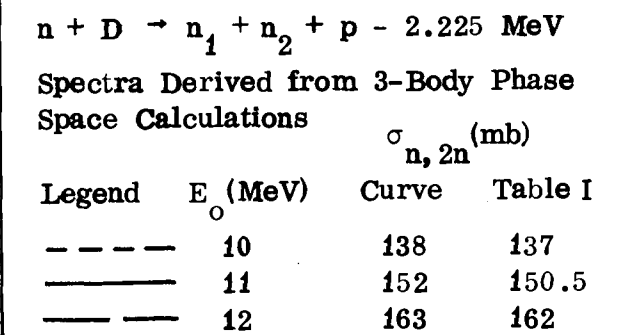 n + D → n₁ + n₂ + p - 2.225 MeV
Spectra Derived from 3-Body Phase
Space Calculations
σn, 2n(mb)
Legend E₀(MeV) Curve Table I
10 138 137
11 152 150.5
12 163 162